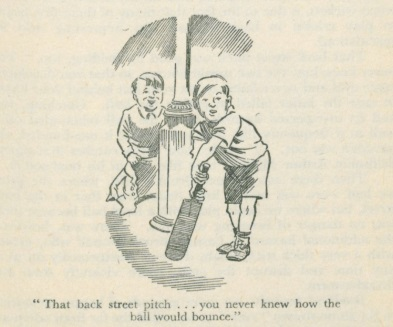 "That back street pitch . . . you never knew how the
ball would bounce."